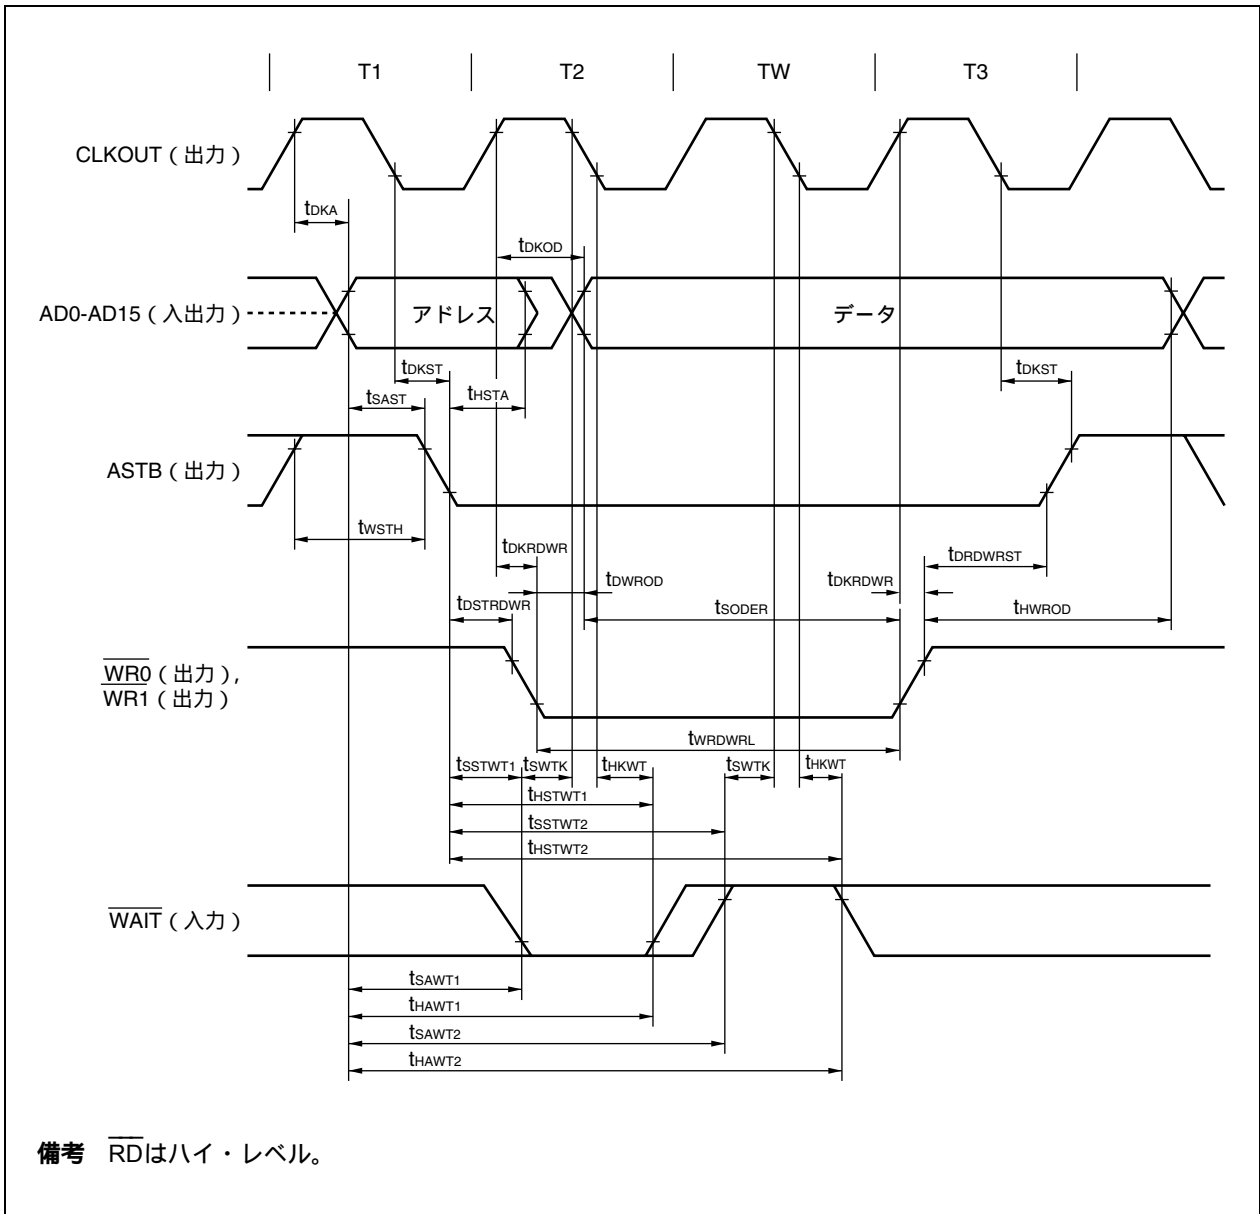 T1 T2 TW T3
CLKOUT（出力）
tDKA
tDKOD
AD0-AD15（入出力） アドレス データ
tDKST tDKST
tSAST tHSTA
ASTB（出力）
tWSTH
tDKRDWR tDRDWRST
tDWROD tDKRDWR
tDSTRDWR tSODER tHWROD
WR0（出力）,
WR1（出力）
tWRDWRL
tSSTWT1 tSWTK tHKWT tSWTK tHKWT
tHSTWT1
tSSTWT2
tHSTWT2
WAIT（入力）
tSAWT1
tHAWT1
tSAWT2
tHAWT2
備考 RDはハイ・レベル。